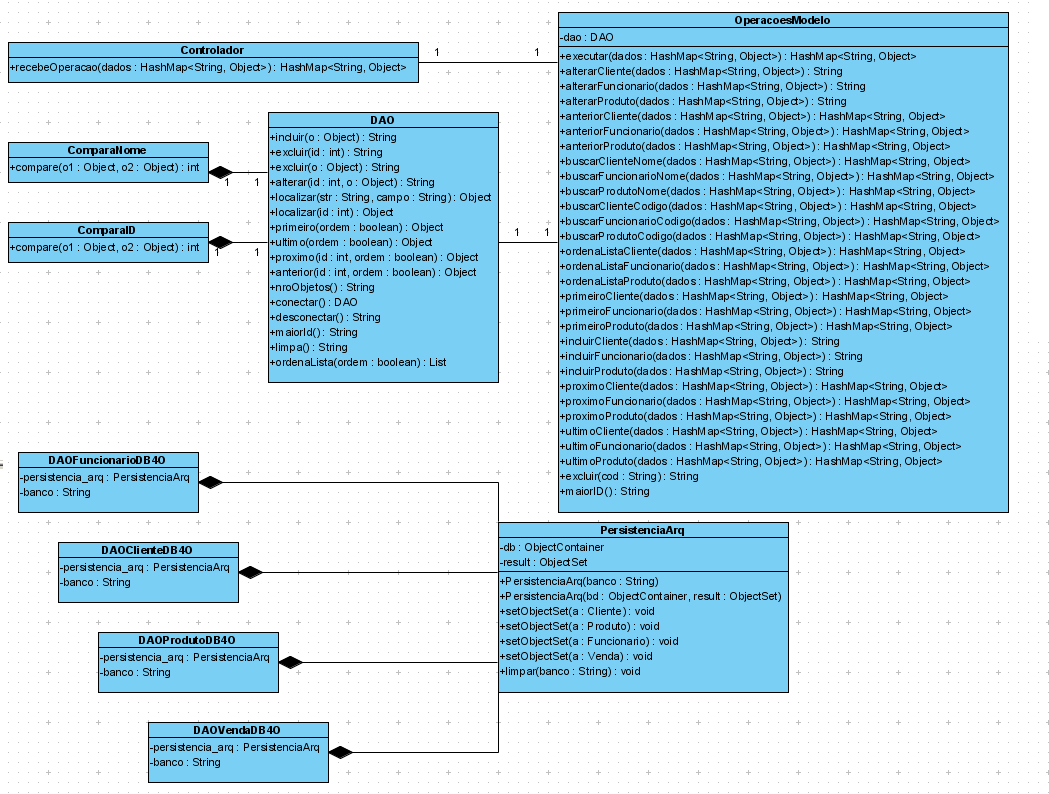 Controlador
+recebeOperacao(dados : HashMap<String, Object>) : HashMap<String, Object>
1
1
OperacoesModelo
-dao : DAO
+executar(dados : HashMap<String, Object>) : HashMap<String, Object>
+alterarCliente(dados : HashMap<String, Object>) : String
+alterarFuncionario(dados : HashMap<String, Object>) : String
+alterarProduto(dados : HashMap<String, Object>) : String
+anteriorCliente(dados : HashMap<String, Object>) : HashMap<String, Object>
+anteriorFuncionario(dados : HashMap<String, Object>) : HashMap<String, Object>
+anteriorProduto(dados : HashMap<String, Object>) : HashMap<String, Object>
+buscarClienteNome(dados : HashMap<String, Object>) : HashMap<String, Object>
+buscarFuncionarioNome(dados : HashMap<String, Object>) : HashMap<String, Object>
+buscarProdutoNome(dados : HashMap<String, Object>) : HashMap<String, Object>
+buscarClienteCodigo(dados : HashMap<String, Object>) : HashMap<String, Object>
+buscarFuncionarioCodigo(dados : HashMap<String, Object>) : HashMap<String, Object>
+buscarProdutoCodigo(dados : HashMap<String, Object>) : HashMap<String, Object>
+ordenaListaCliente(dados : HashMap<String, Object>) : HashMap<String, Object>
+ordenaListaFuncionario(dados : HashMap<String, Object>) : HashMap<String, Object>
+ordenaListaProduto(dados : HashMap<String, Object>) : HashMap<String, Object>
+primeiroCliente(dados : HashMap<String, Object>) : HashMap<String, Object>
+primeiroFuncionario(dados : HashMap<String, Object>) : HashMap<String, Object>
+primeiroProduto(dados : HashMap<String, Object>) : HashMap<String, Object>
+incluirCliente(dados : HashMap<String, Object>) : String
+incluirFuncionario(dados : HashMap<String, Object>) : String
+incluirProduto(dados : HashMap<String, Object>) : String
+proximoCliente(dados : HashMap<String, Object>) : HashMap<String, Object>
+proximoFuncionario(dados : HashMap<String, Object>) : HashMap<String, Object>
+proximoProduto(dados : HashMap<String, Object>) : HashMap<String, Object>
+ultimoCliente(dados : HashMap<String, Object>) : HashMap<String, Object>
+ultimoFuncionario(dados : HashMap<String, Object>) : HashMap<String, Object>
+ultimoProduto(dados : HashMap<String, Object>) : HashMap<String, Object>
+excluir(cod : String) : String
+maiorID() : String
ComparaNome
+compare(o1 : Object, o2 : Object) : int
1
1
ComparaID
+compare(o1 : Object, o2 : Object) : int
1
1
DAO
+incluir(o : Object) : String
+excluir(id : int) : String
+excluir(o : Object) : String
+alterar(id : int, o : Object) : String
+localizar(str : String, campo : String) : Object
+localizar(id : int) : Object
+primeiro(ordem : boolean) : Object
+ultimo(ordem : boolean) : Object
+proximo(id : int, ordem : boolean) : Object
+anterior(id : int, ordem : boolean) : Object
+nroObjetos() : String
+conectar() : DAO
+desconectar() : String
+maiorId() : String
+limpa() : String
+ordenaLista(ordem : boolean) : List
1
1
DAOFuncionarioDB4O
-persistencia_arq : PersistenciaArq
-banco : String
DAOClienteDB4O
-persistencia_arq : PersistenciaArq
-banco : String
DAOProdutoDB4O
-persistencia_arq : PersistenciaArq
-banco : String
DAOVendaDB4O
-persistencia_arq : PersistenciaArq
-banco : String
PersistenciaArq
-db : ObjectContainer
-result : ObjectSet
+PersistenciaArq(banco : String)
+PersistenciaArq(bd : ObjectContainer, result : ObjectSet)
+setObjectSet(a : Cliente) : void
+setObjectSet(a : Produto) : void
+setObjectSet(a : Funcionario) : void
+setObjectSet(a : Venda) : void
+limpar(banco : String) : void